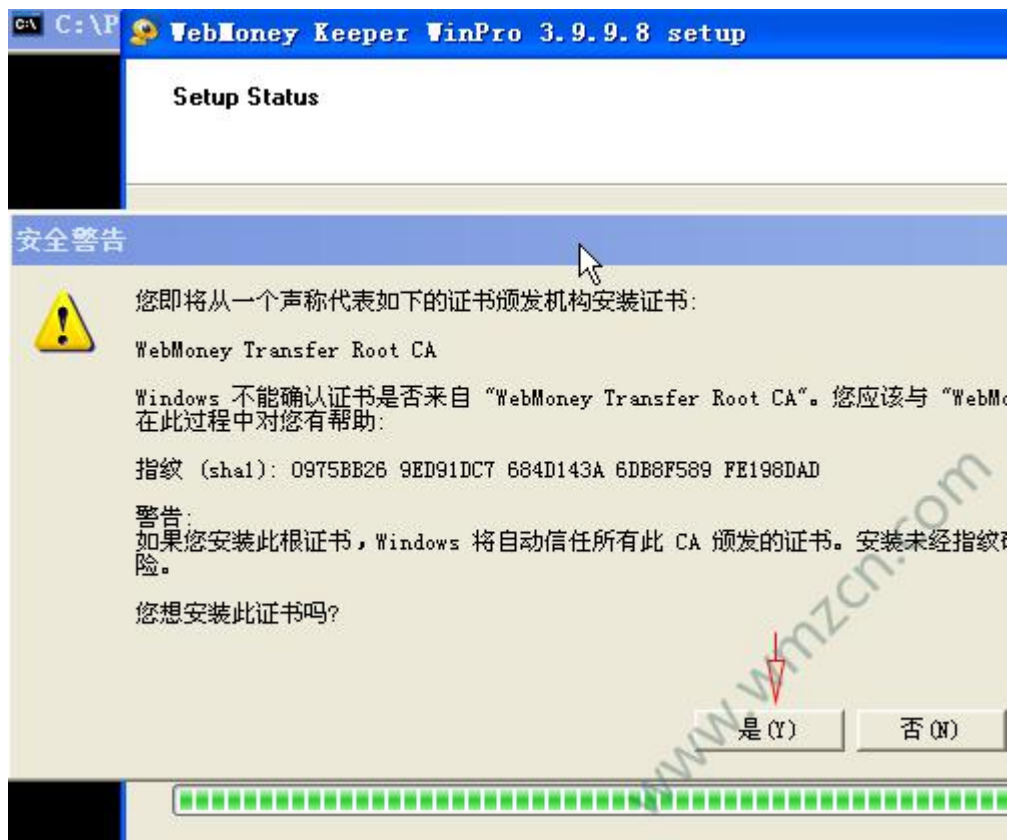 C:\P
WebMoney Keeper WinPro 3.9.9.8 setup
Setup Status
安全警告
您即将从一个声称代表如下的证书颁发机构安装证书:
WebMoney Transfer Root CA
Windows 不能确认证书是否来自 “WebMoney Transfer Root CA”。您应该与 “WebMo
在此过程中对您有帮助:
指纹 (sha1): 0975BB26 9ED91DC7 684D143A 6DB8F589 FE198DAD
警告:
如果您安装此根证书，Windows 将自动信任所有此 CA 颁发的证书。安装未经指纹
险。
您想安装此证书吗?
是(Y)
否(N)
www.wmzcn.com